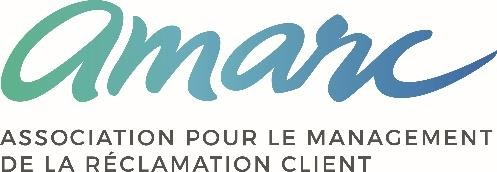 amarc
ASSOCIATION POUR LE MANAGEMENT
DE LA RÉCLAMATION CLIENT